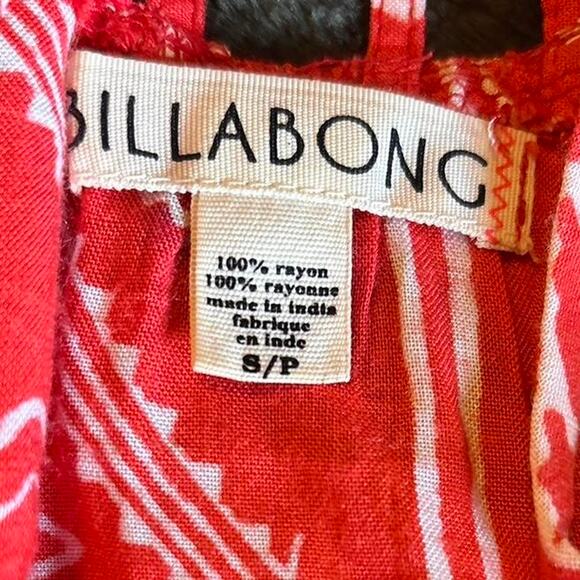 BILLABONG
100% rayon
100% rayonne
made in india
fabrique
en inde
S/P